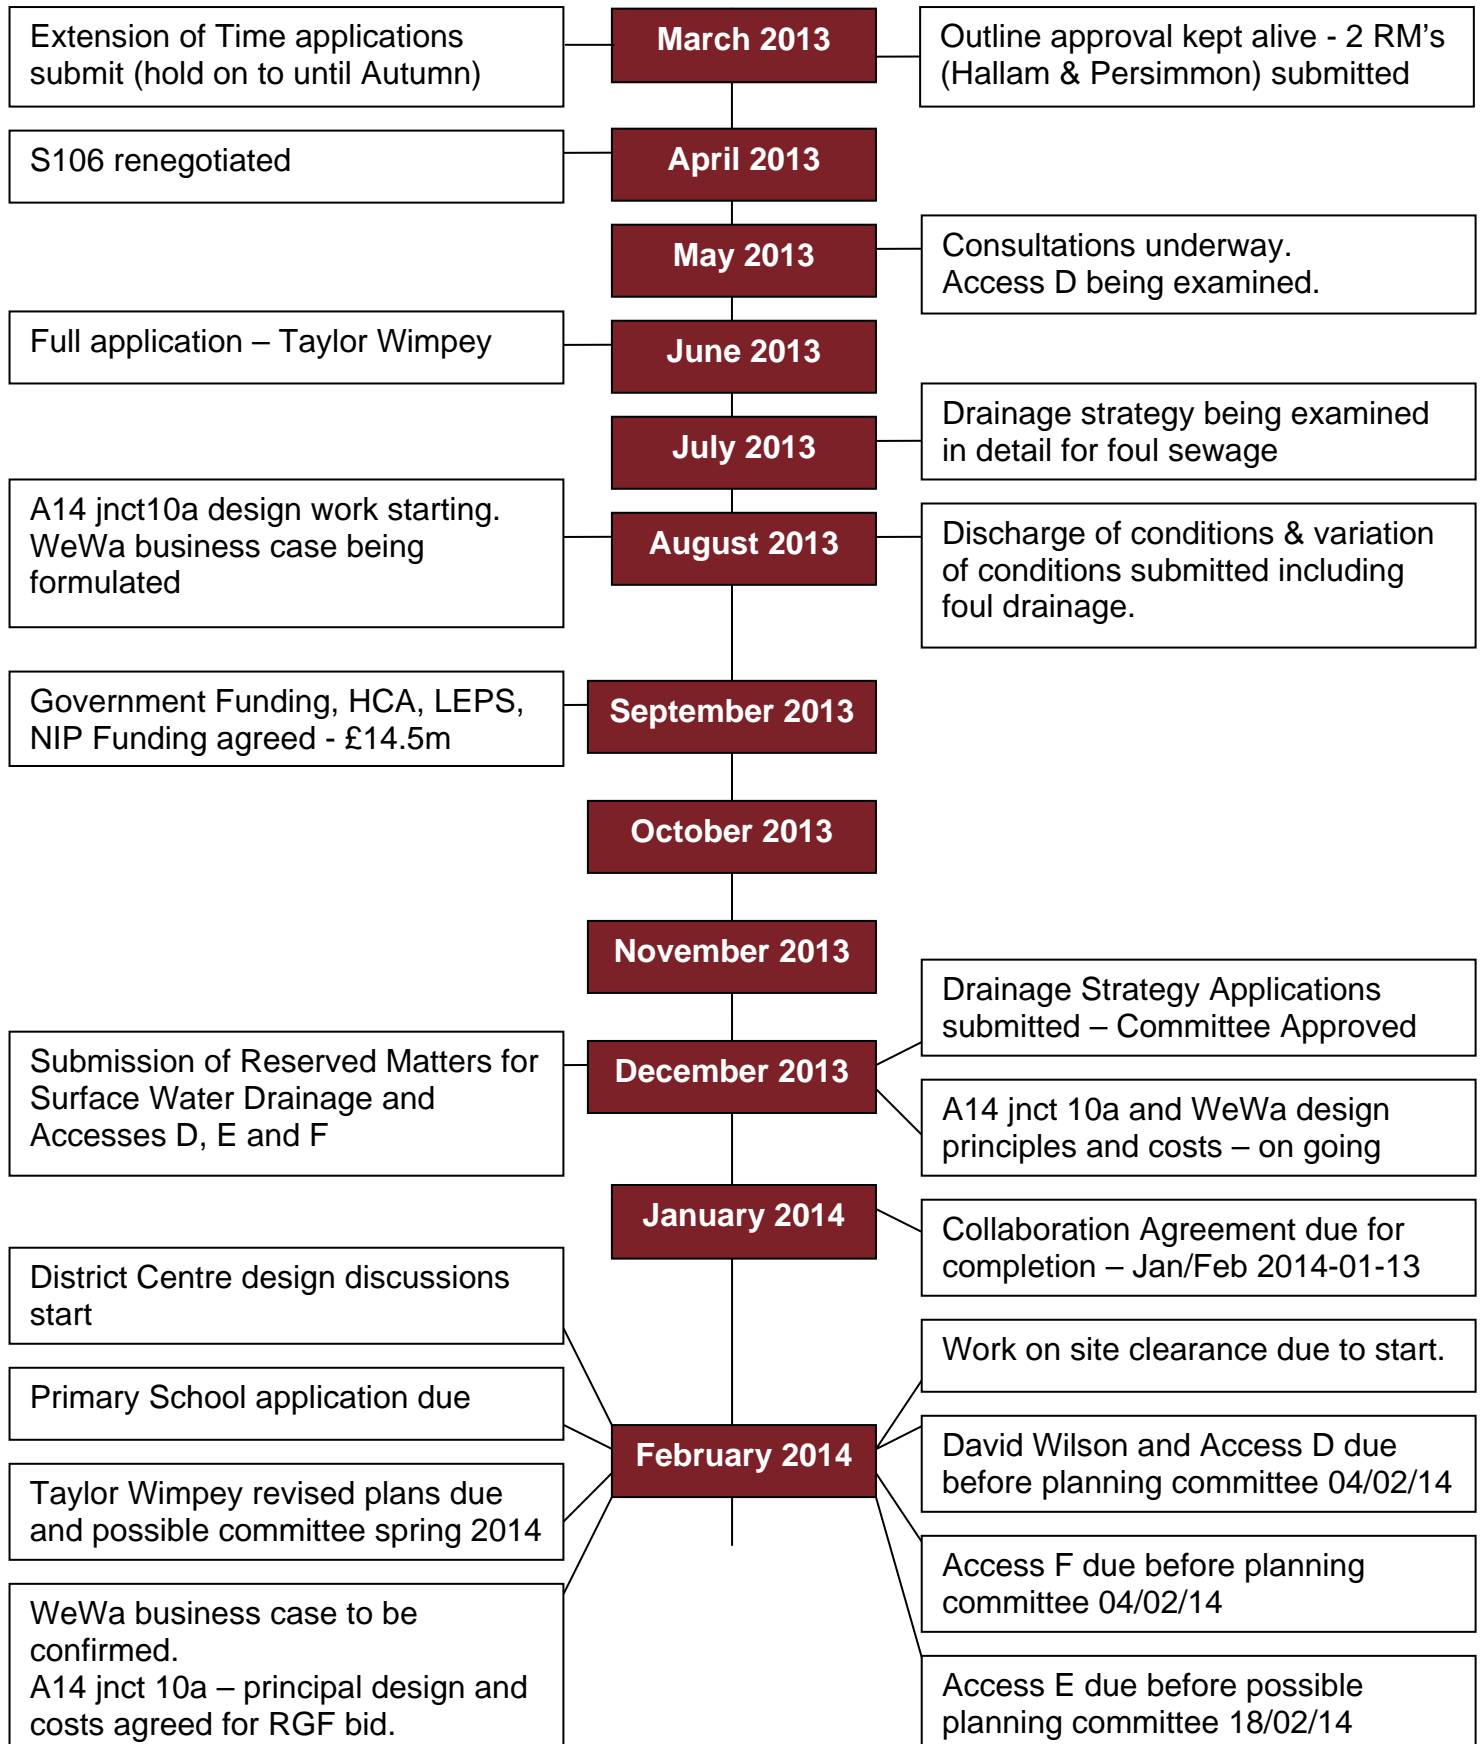 Extension of Time applications
submit (hold on to until Autumn)
March 2013
Outline approval kept alive - 2 RM's
(Hallam & Persimmon) submitted
S106 renegotiated
April 2013
May 2013
Consultations underway.
Access D being examined.
Full application – Taylor Wimpey
June 2013
July 2013
Drainage strategy being examined
in detail for foul sewage
A14 jnct10a design work starting.
WeWa business case being
formulated
August 2013
Discharge of conditions & variation
of conditions submitted including
foul drainage.
Government Funding, HCA, LEPS,
NIP Funding agreed - £14.5m
September 2013
October 2013
November 2013
Submission of Reserved Matters for
Surface Water Drainage and
Accesses D, E and F
December 2013
Drainage Strategy Applications
submitted – Committee Approved
A14 jnct 10a and WeWa design
principles and costs – on going
January 2014
Collaboration Agreement due for
completion – Jan/Feb 2014-01-13
District Centre design discussions
start
Primary School application due
Taylor Wimpey revised plans due
and possible committee spring 2014
WeWa business case to be
confirmed.
A14 jnct 10a – principal design and
costs agreed for RGF bid.
February 2014
Work on site clearance due to start.
David Wilson and Access D due
before planning committee 04/02/14
Access F due before planning
committee 04/02/14
Access E due before possible
planning committee 18/02/14